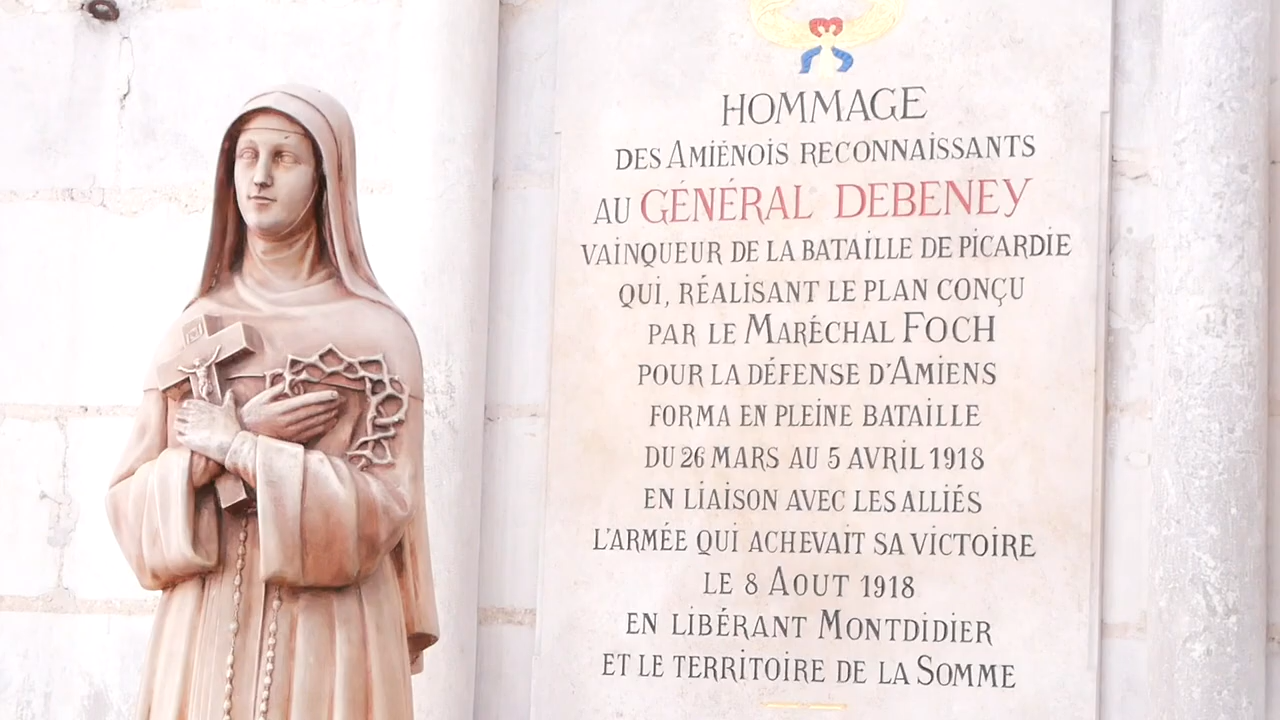 HOMMAGE
DES AMIÉNOIS RECONNAISSANTS
AU GÉNÉRAL DEBENEY
VAINQUEUR DE LA BATAILLE DE PICARDIE
QUI, RÉALISANT LE PLAN CONÇU
PAR LE MARÉCHAL FOCH
POUR LA DÉFENSE D'AMIENS
FORMA EN PLEINE BATAILLE
DU 26 MARS AU 5 AVRIL 1918
EN LIAISON AVEC LES ALLIÉS
L'ARMÉE QUI ACHEVAIT SA VICTOIRE
LE 8 AOUT 1918
EN LIBÉRANT MONTDIDIER
ET LE TERRITOIRE DE LA SOMME